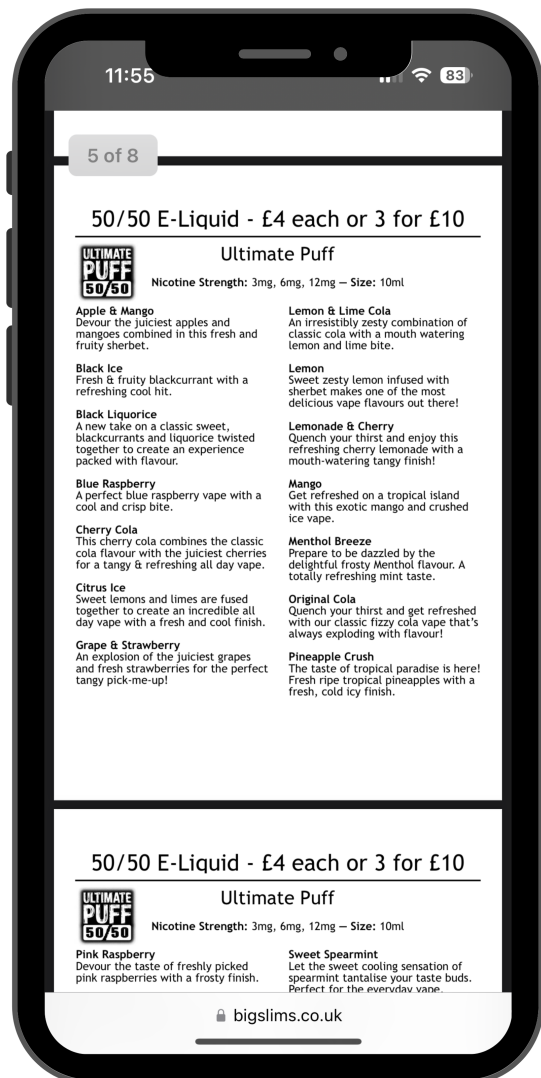 11:55
83
5 of 8
50/50 E-Liquid - £4 each or 3 for £10
ULTIMATE
PUFF
50/50
Ultimate Puff
Nicotine Strength: 3mg, 6mg, 12mg — Size: 10ml
Apple & Mango
Devour the juiciest apples and
mangoes combined in this fresh and
fruity sherbet.
Black Ice
Fresh & fruity blackcurrant with a
refreshing cool hit.
Black Liquorice
A new take on a classic sweet,
blackcurrants and liquorice twisted
together to create an experience
packed with flavour.
Blue Raspberry
A perfect blue raspberry vape with a
cool and crisp bite.
Cherry Cola
This cherry cola combines the classic
cola flavour with the juiciest cherries
for a tangy & refreshing all day vape.
Citrus Ice
Sweet lemons and limes are fused
together to create an incredible all
day vape with a fresh and cool finish.
Grape & Strawberry
An explosion of the juiciest grapes
and fresh strawberries for the perfect
tangy pick-me-up!
Lemon & Lime Cola
An irresistibly zesty combination of
classic cola with a mouth watering
lemon and lime bite.
Lemon
Sweet zesty lemon infused with
sherbet makes one of the most
delicious vape flavours out there!
Lemonade & Cherry
Quench your thirst and enjoy this
refreshing cherry lemonade with a
mouth-watering tangy finish!
Mango
Get refreshed on a tropical island
with this exotic mango and crushed
ice vape.
Menthol Breeze
Prepare to be dazzled by the
delightful frosty Menthol flavour. A
totally refreshing mint taste.
Original Cola
Quench your thirst and get refreshed
with our classic fizzy cola vape that's
always exploding with flavour!
Pineapple Crush
The taste of tropical paradise is here!
Fresh ripe tropical pineapples with a
fresh, cold icy finish.
50/50 E-Liquid - £4 each or 3 for £10
ULTIMATE
PUFF
50/50
Ultimate Puff
Nicotine Strength: 3mg, 6mg, 12mg — Size: 10ml
Pink Raspberry
Devour the taste of freshly picked
pink raspberries with a frosty finish.
Sweet Spearmint
Let the sweet cooling sensation of
spearmint tantalise your taste buds.
Perfect for the everyday vape.
bigslims.co.uk